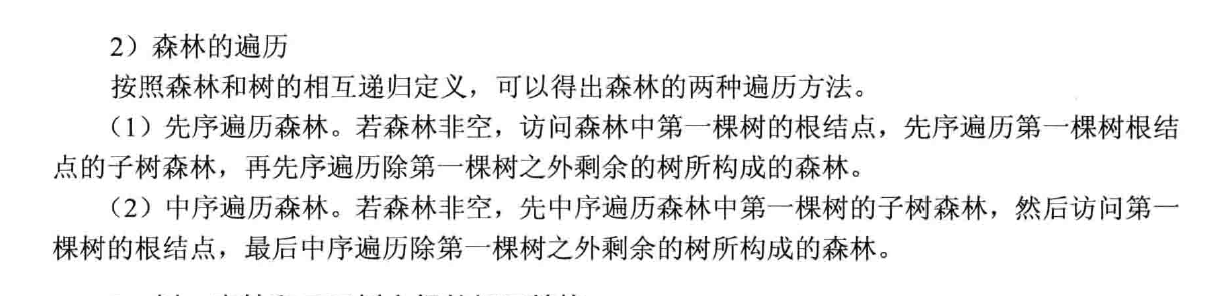 2）森林的遍历
按照森林和树的相互递归定义，可以得出森林的两种遍历方法。
（1）先序遍历森林。若森林非空，访问森林中第一棵树的根结点，先序遍历第一棵树根结
点的子树森林，再先序遍历除第一棵树之外剩余的树所构成的森林。
（2）中序遍历森林。若森林非空，先中序遍历森林中第一棵树的子树森林，然后访问第一
棵树的根结点，最后中序遍历除第一棵树之外剩余的树所构成的森林。